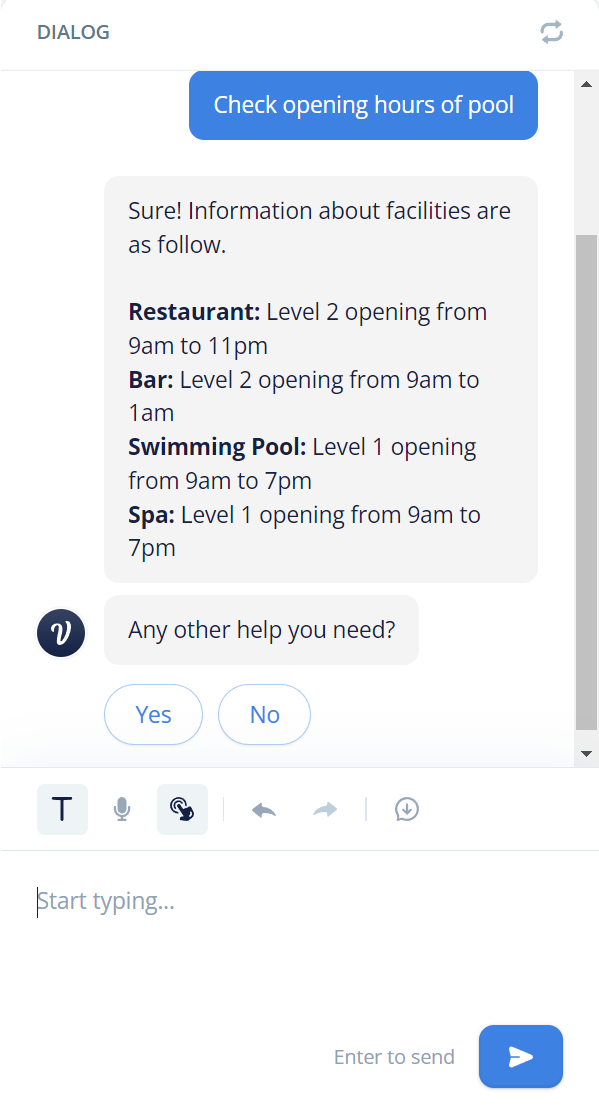 DIALOG
Check opening hours of pool
Sure! Information about facilities are
as follow.
Restaurant: Level 2 opening from
9am to 11pm
Bar: Level 2 opening from 9am to
1am
Swimming Pool: Level 1 opening
from 9am to 7pm
Spa: Level 1 opening from 9am to
7pm
V
Any other help you need?
Yes No
T
Start typing...
Enter to send